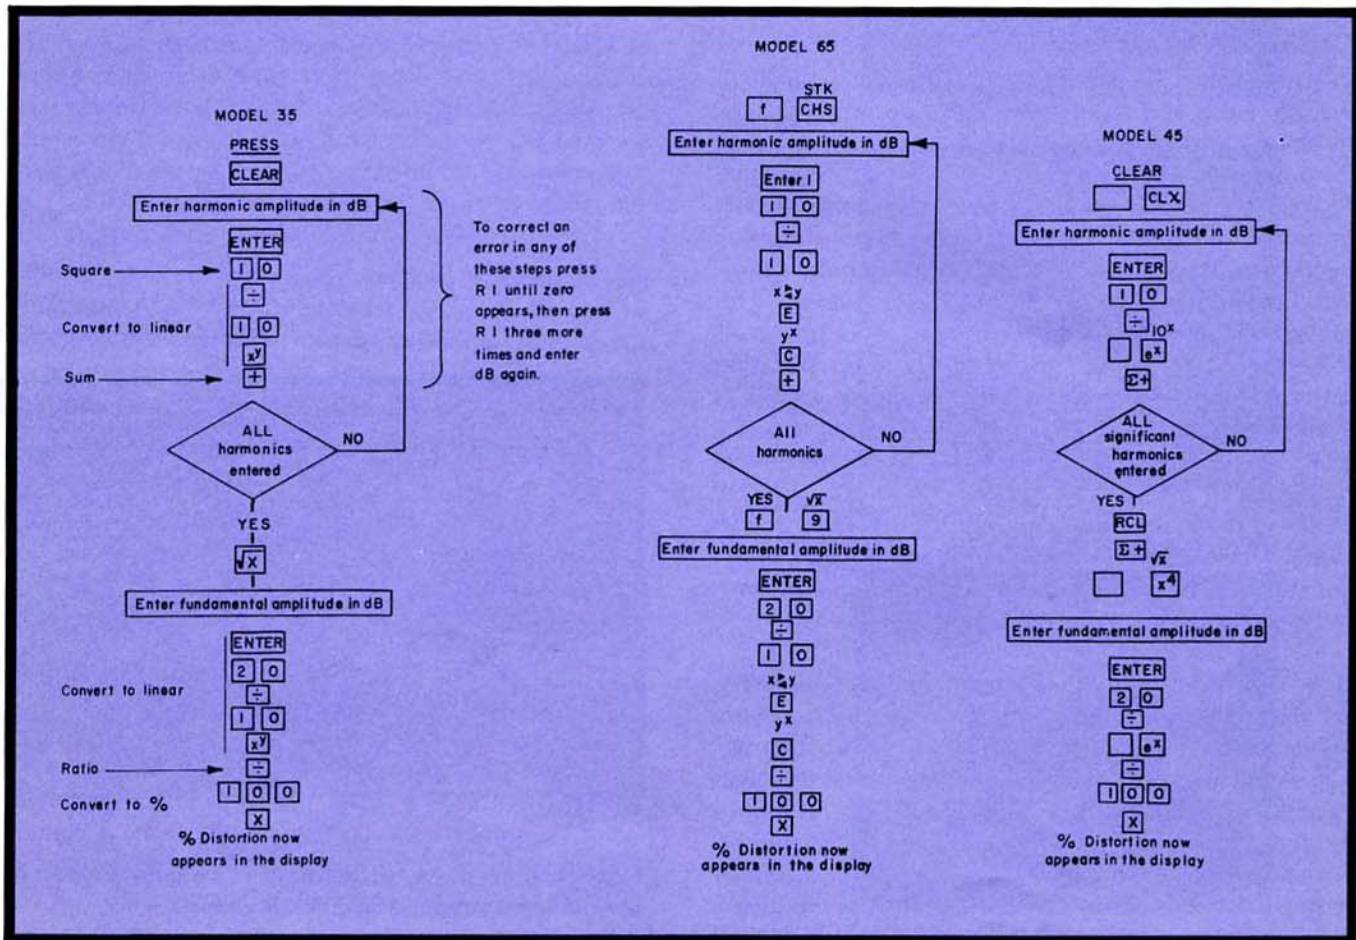 MODEL 35
PRESS
CLEAR
Enter harmonic amplitude in dB
ENTER
Square
1 0
÷
Convert to linear
1 0
xʸ
Sum
+
To correct an
error in any of
these steps press
R I until zero
appears, then press
R I three more
times and enter
dB again.
ALL
harmonics
entered
NO
YES
√X
Enter fundamental amplitude in dB
ENTER
2 0
Convert to linear
÷
1 0
xʸ
Ratio
÷
1 0 0
Convert to %
X
% Distortion now
appears in the display
MODEL 65
STK
f CHS
Enter harmonic amplitude in dB
Enter I
1 0
÷
1 0
x y
E
yˣ
C
+
All
harmonics
NO
YES √x
f 9
Enter fundamental amplitude in dB
ENTER
2 0
÷
1 0
x y
E
yˣ
C
÷
1 0 0
X
% Distortion now
appears in the display
MODEL 45
CLEAR
CLX
Enter harmonic amplitude in dB
ENTER
1 0
÷
10ˣ
eˣ
Σ+
ALL
significant
harmonics
entered
NO
YES
RCL
Σ+
√x
x⁴
Enter fundamental amplitude in dB
ENTER
2 0
÷
eˣ
÷
1 0 0
X
% Distortion now
appears in the display